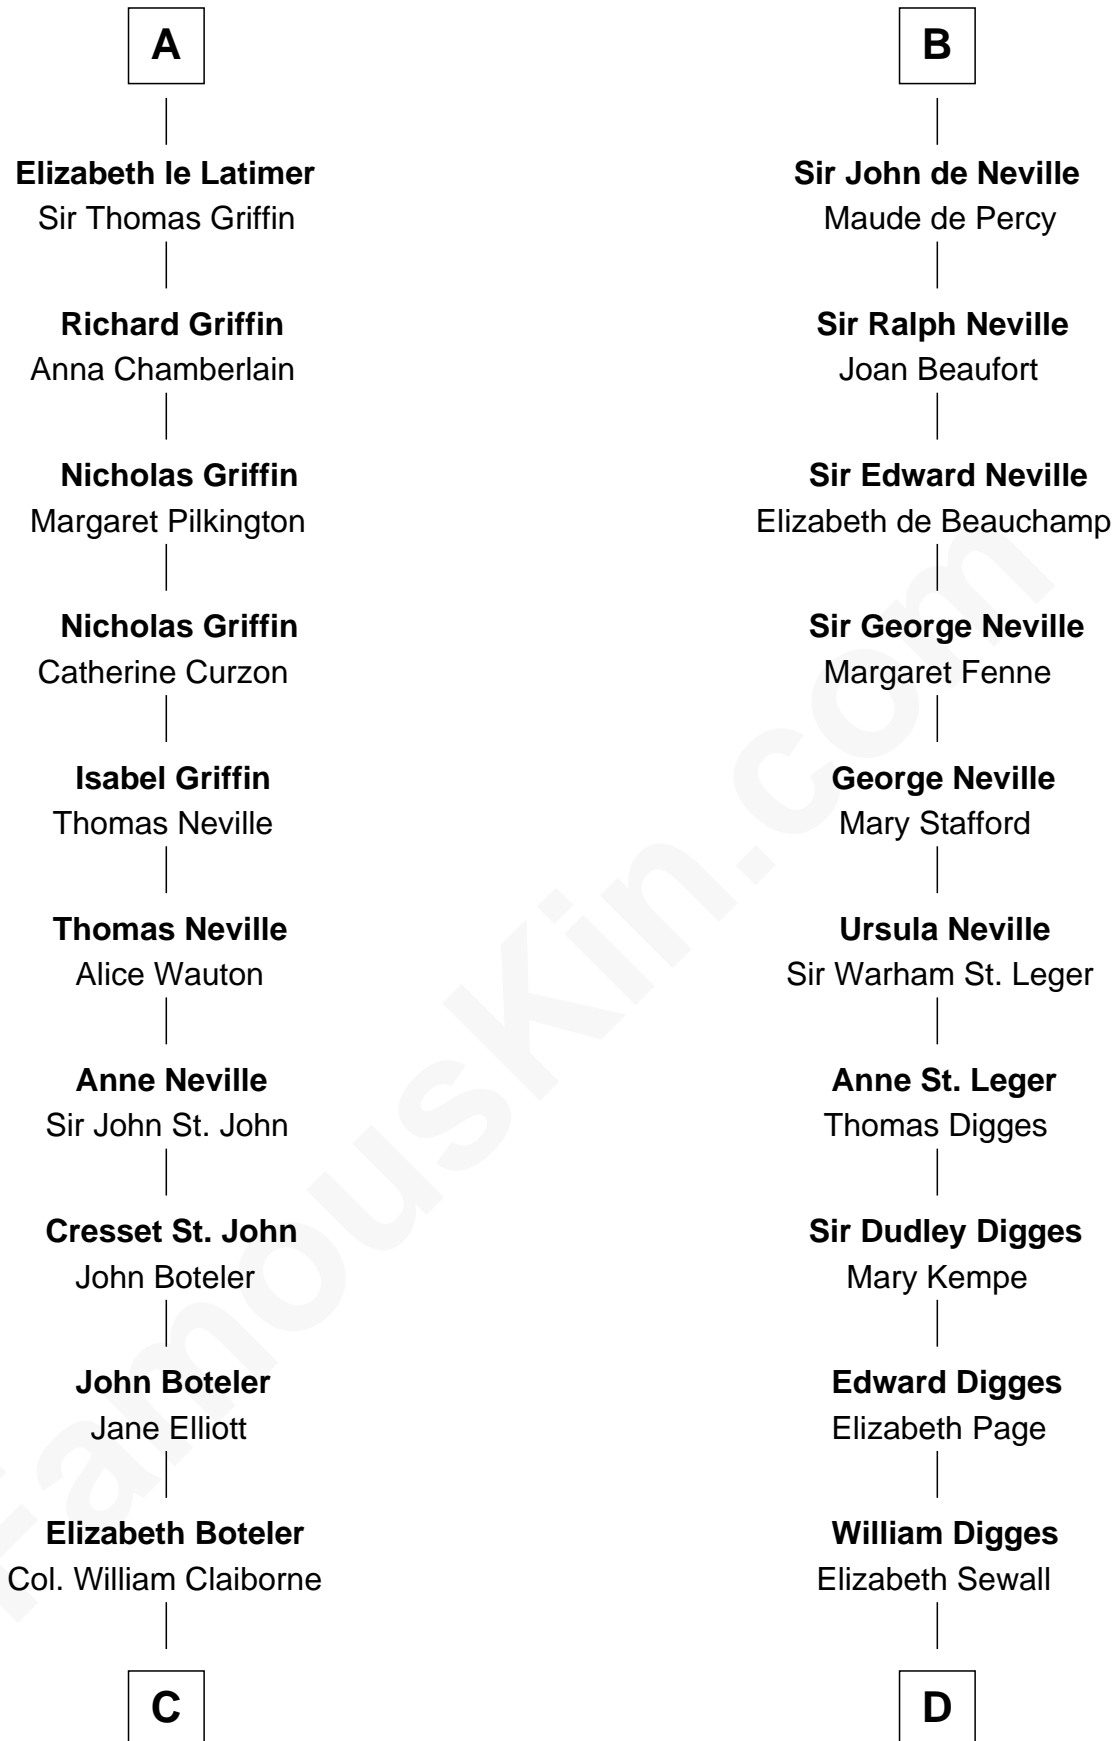 A
Elizabeth le Latimer
Sir Thomas Griffin
Richard Griffin
Anna Chamberlain
Nicholas Griffin
Margaret Pilkington
Nicholas Griffin
Catherine Curzon
Isabel Griffin
Thomas Neville
Thomas Neville
Alice Wauton
Anne Neville
Sir John St. John
Cresset St. John
John Boteler
John Boteler
Jane Elliott
Elizabeth Boteler
Col. William Claiborne
C
B
Sir John de Neville
Maude de Percy
Sir Ralph Neville
Joan Beaufort
Sir Edward Neville
Elizabeth de Beauchamp
Sir George Neville
Margaret Fenne
George Neville
Mary Stafford
Ursula Neville
Sir Warham St. Leger
Anne St. Leger
Thomas Digges
Sir Dudley Digges
Mary Kempe
Edward Digges
Elizabeth Page
William Digges
Elizabeth Sewall
D
FamousKin.com